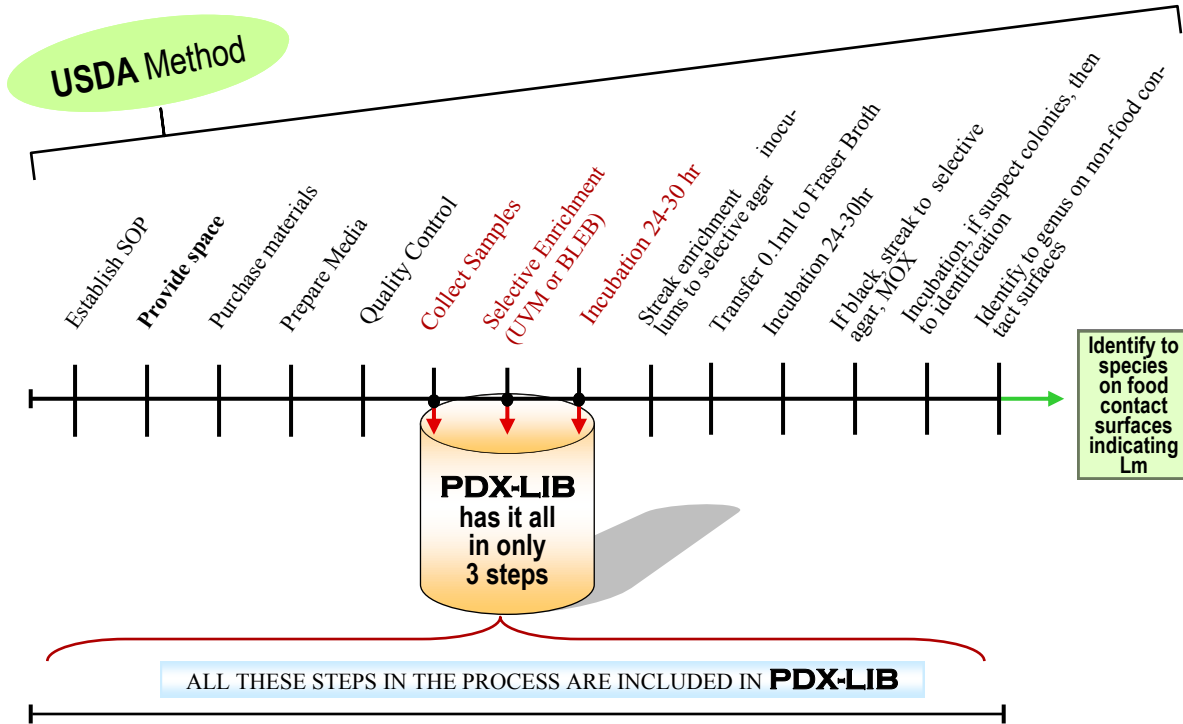 USDA Method
Establish SOP
Provide space
Purchase materials
Prepare Media
Quality Control
Collect Samples
Selective Enrichment
(UVM or BLEB)
Incubation 24-30 hr
Streak enrichment inocu-
lums to selective agar
Transfer 0.1ml to Fraser Broth
Incubation 24-30hr
If black, streak to selective
agar, MOX
Incubation, if suspect colonies, then
to identification
Identify to genus on non-food con-
tact surfaces
Identify to
species
on food
contact
surfaces
indicating
Lm
PDX-LIB
has it all
in only
3 steps
ALL THESE STEPS IN THE PROCESS ARE INCLUDED IN PDX-LIB